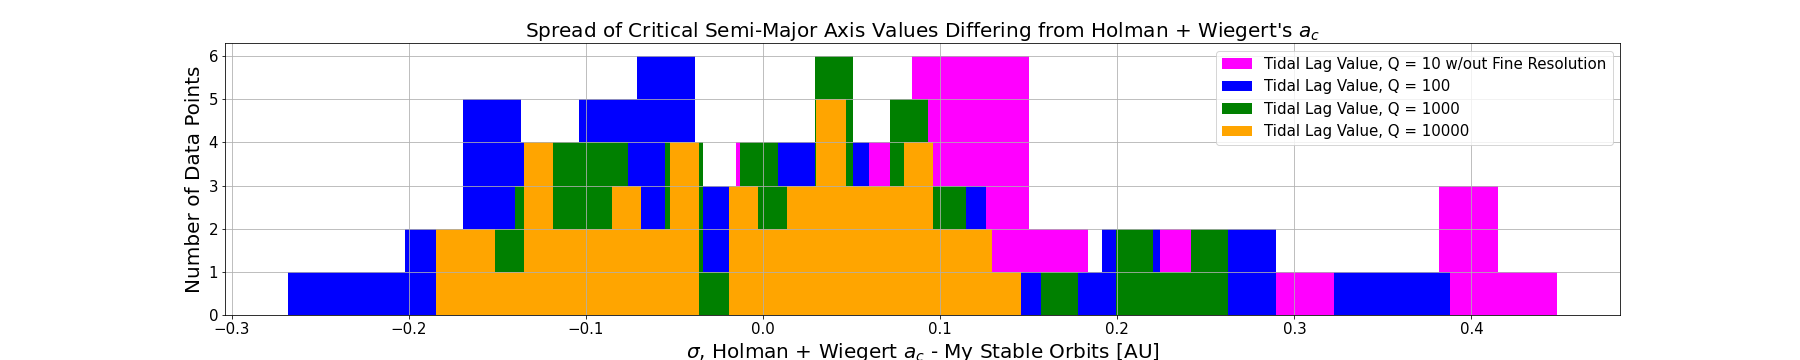 Spread of Critical Semi-Major Axis Values Differing from Holman + Wiegert's a_c
Number of Data Points
6
5
4
3
2
1
0
Tidal Lag Value, Q = 10 w/out Fine Resolution
Tidal Lag Value, Q = 100
Tidal Lag Value, Q = 1000
Tidal Lag Value, Q = 10000
−0.3 −0.2 −0.1 0.0 0.1 0.2 0.3 0.4
σ, Holman + Wiegert a_c - My Stable Orbits [AU]